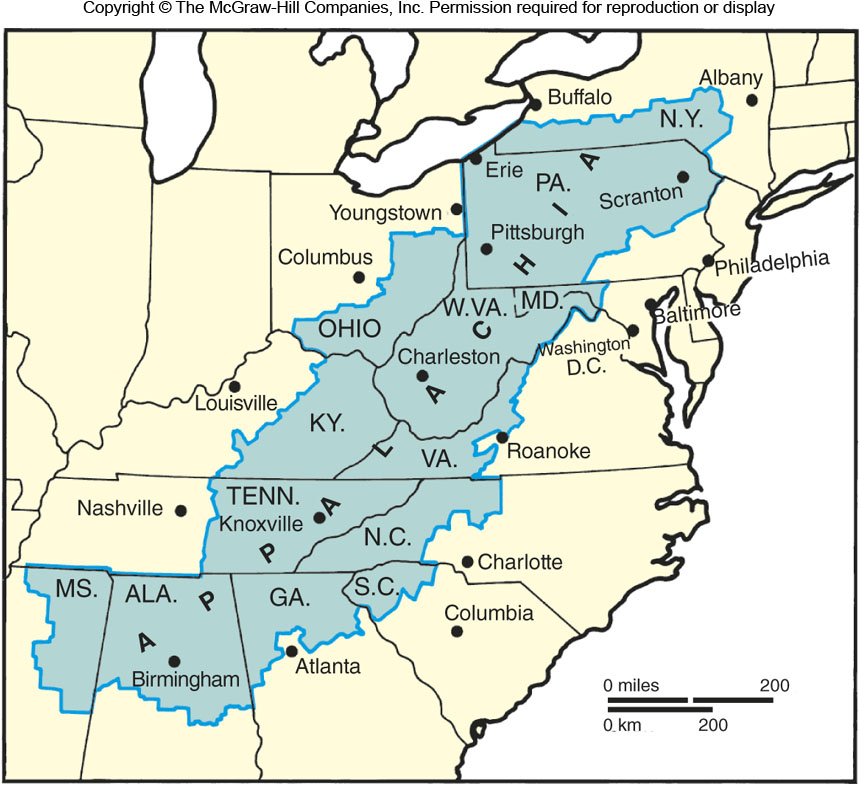 Copyright © The McGraw-Hill Companies, Inc. Permission required for reproduction or display
Albany
Buffalo
N.Y.
Erie
PA.
Scranton
Youngstown
Pittsburgh
Columbus
Philadelphia
W.VA.
MD.
Baltimore
OHIO
Washington
D.C.
Charleston
Louisville
KY.
Roanoke
VA.
TENN.
Nashville
Knoxville
N.C.
Charlotte
MS.
ALA.
GA.
S.C.
Columbia
Birmingham
Atlanta
A P P A L A C H I A
0 miles 200
0 km 200